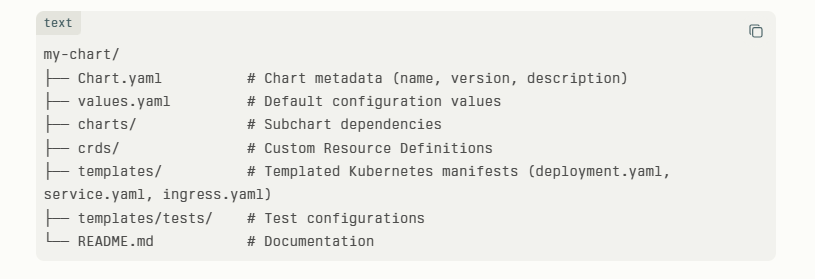 text
my-chart/
├── Chart.yaml          # Chart metadata (name, version, description)
├── values.yaml         # Default configuration values
├── charts/             # Subchart dependencies
├── crds/               # Custom Resource Definitions
├── templates/          # Templated Kubernetes manifests (deployment.yaml,
service.yaml, ingress.yaml)
├── templates/tests/    # Test configurations
└── README.md           # Documentation